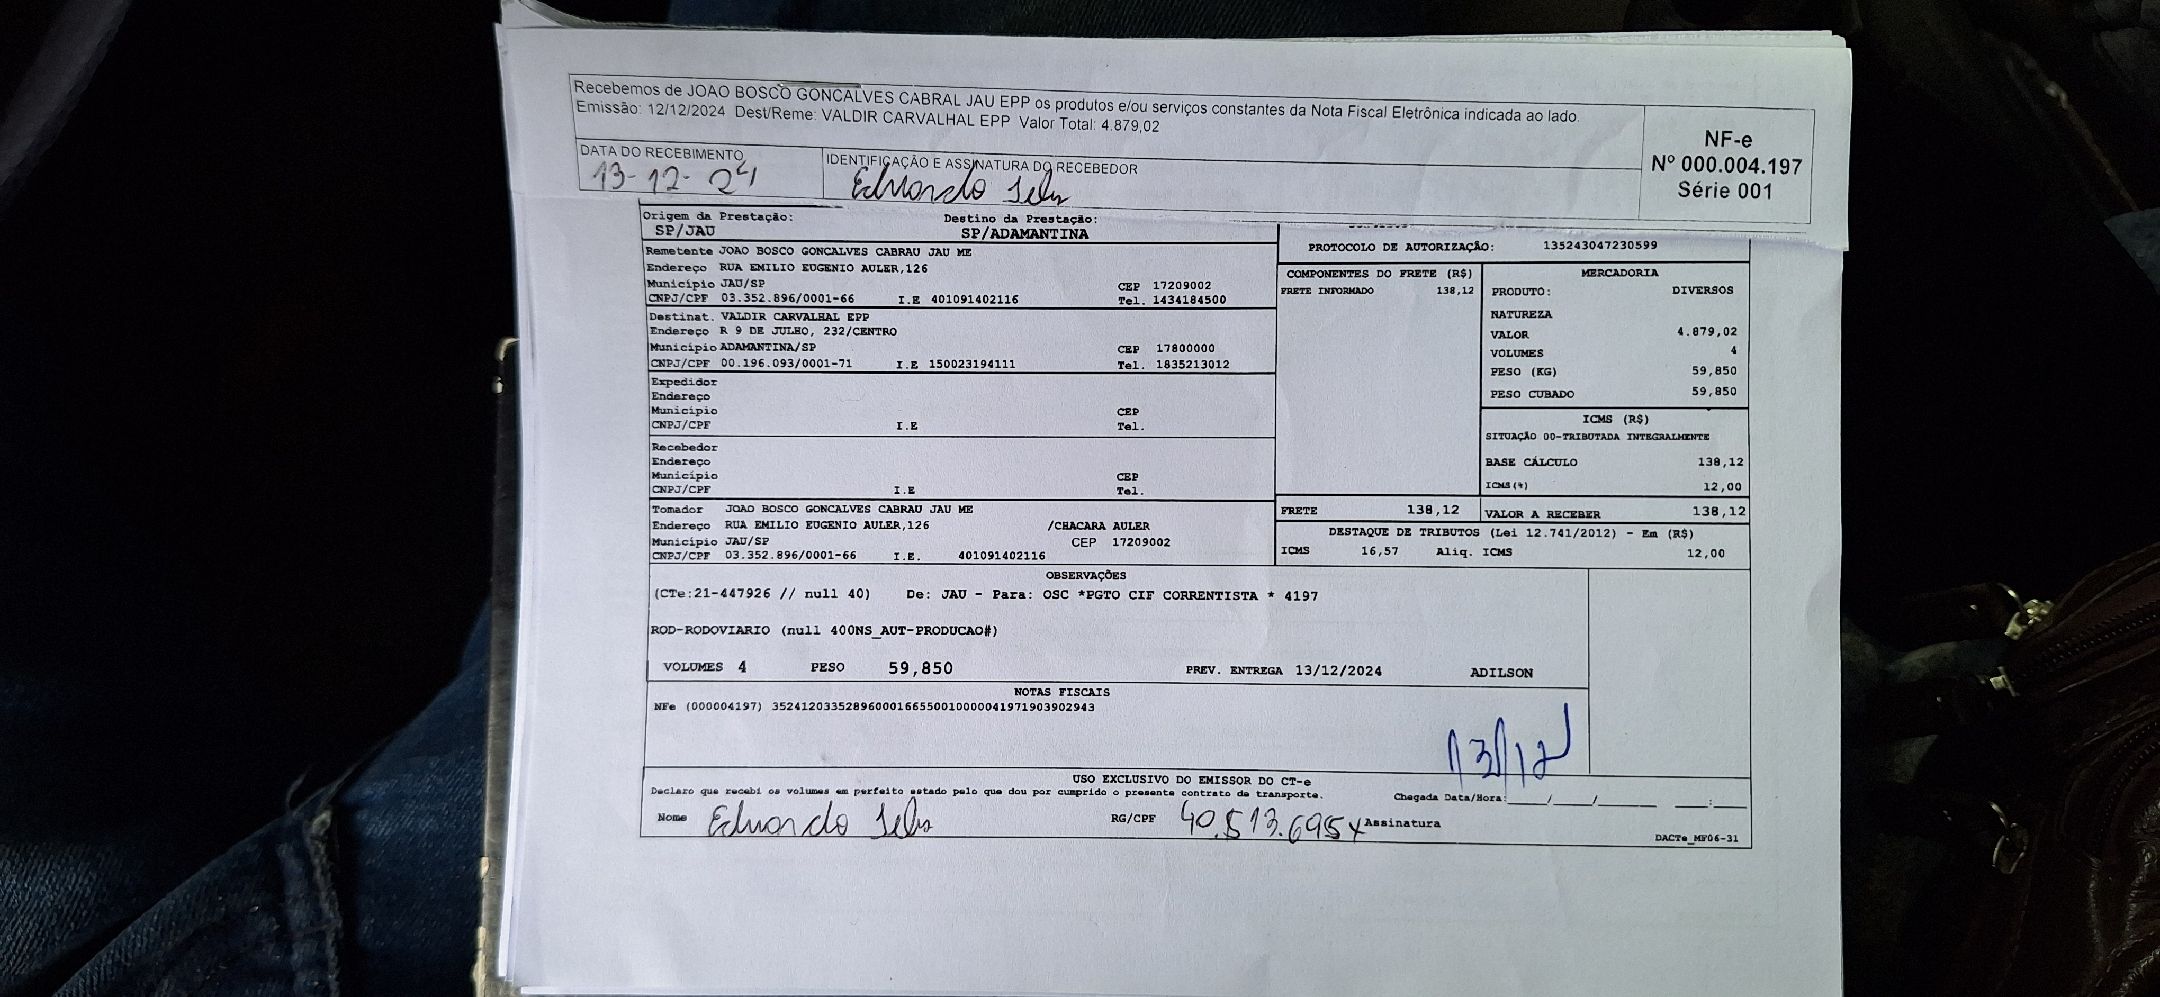 Recebemos de JOAO BOSCO GONCALVES CABRAL JAU EPP os produtos e/ou serviços constantes da Nota Fiscal Eletrônica indicada ao lado.
Emissão: 12/12/2024 Dest/Reme: VALDIR CARVALHAL EPP Valor Total: 4.879,02
NF-e
Nº 000.004.197
Série 001
DATA DO RECEBIMENTO
13-12-24
IDENTIFICAÇÃO E ASSINATURA DO RECEBEDOR
Eduardo
Origem da Prestação:
SP/JAU
Destino da Prestação:
SP/ADAMANTINA
PROTOCOLO DE AUTORIZAÇÃO: 135243047230599
Remetente JOAO BOSCO GONCALVES CABRAU JAU ME
Endereço RUA EMILIO EUGENIO AULER,126
Município JAU/SP CEP 17209002
CNPJ/CPF 03.352.896/0001-66 I.E 401091402116 Tel. 1434184500
Destinat. VALDIR CARVALHAL EPP
Endereço R 9 DE JULHO, 232/CENTRO
Município ADAMANTINA/SP CEP 17800000
CNPJ/CPF 00.196.093/0001-71 I.E 150023194111 Tel. 1835213012
Expedidor
Endereço
Município CEP
CNPJ/CPF I.E Tel.
Recebedor
Endereço
Município CEP
CNPJ/CPF I.E Tel.
Tomador JOAO BOSCO GONCALVES CABRAU JAU ME
Endereço RUA EMILIO EUGENIO AULER,126 /CHACARA AULER
Município JAU/SP CEP 17209002
CNPJ/CPF 03.352.896/0001-66 I.E. 401091402116
COMPONENTES DO FRETE (R$)
FRETE INFORMADO 138,12
MERCADORIA
PRODUTO: DIVERSOS
NATUREZA
VALOR 4.879,02
VOLUMES 4
PESO (KG) 59,850
PESO CUBADO 59,850
ICMS (R$)
SITUAÇÃO 00-TRIBUTADA INTEGRALMENTE
BASE CÁLCULO 138,12
ICMS(%) 12,00
FRETE 138,12 VALOR A RECEBER 138,12
DESTAQUE DE TRIBUTOS (Lei 12.741/2012) - Em (R$)
ICMS 16,57 Aliq. ICMS 12,00
OBSERVAÇÕES
(CTe:21-447926 // null 40) De: JAU - Para: OSC *PGTO CIF CORRENTISTA * 4197
ROD-RODOVIARIO (null 400NS_AUT-PRODUCAO#)
VOLUMES 4 PESO 59,850 PREV. ENTREGA 13/12/2024 ADILSON
NOTAS FISCAIS
NFe (000004197) 35241203352896000166550010000041971903902943
13/12
USO EXCLUSIVO DO EMISSOR DO CT-e
Declaro que recebi os volumes em perfeito estado pelo que dou por cumprido o presente contrato de transporte.
Chegada Data/Hora:____/____/______ ___:___
Nome Eduardo RG/CPF 40.513.695x Assinatura
DACTe_MF06-31